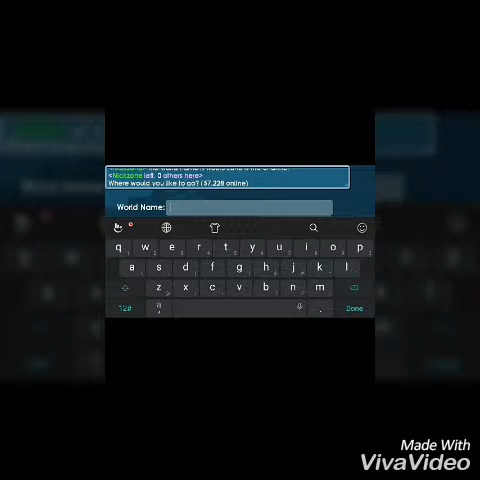 <Nickzone left, 0 others here>
Where would you like to go? (57,228 online)
World Name:
q w e r t y u i o p
a s d f g h j k l
z x c v b n m
12# , . Done
Made With
VivaVideo